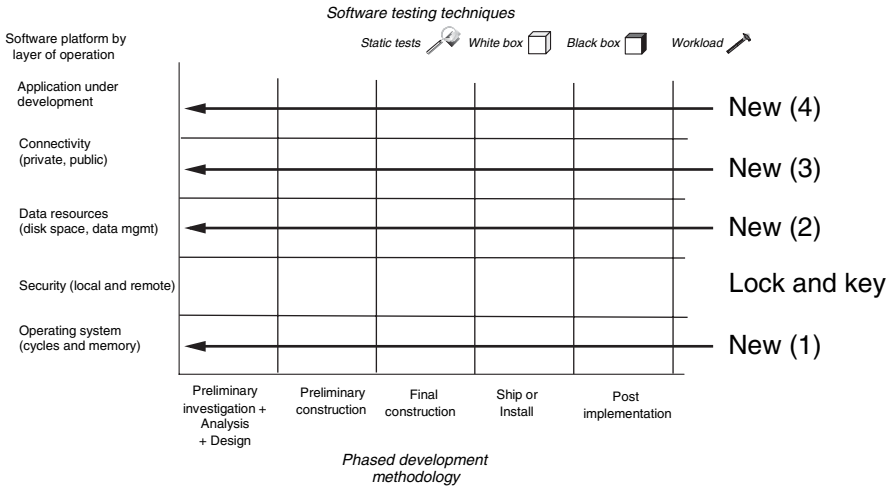 Software testing techniques
Software platform by
layer of operation
Static tests
White box
Black box
Workload
Application under
development
New (4)
Connectivity
(private, public)
New (3)
Data resources
(disk space, data mgmt)
New (2)
Security (local and remote)
Lock and key
Operating system
(cycles and memory)
New (1)
Preliminary
investigation +
Analysis
+ Design
Preliminary
construction
Final
construction
Ship or
Install
Post
implementation
Phased development
methodology